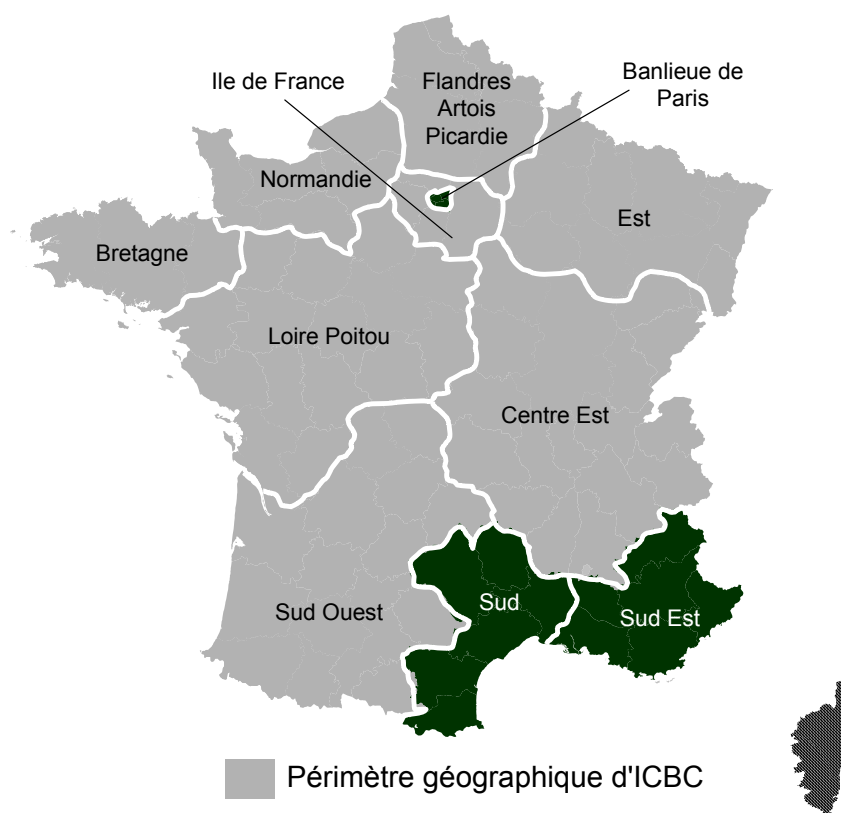 Flandres
Artois
Picardie
Ile de France
Banlieue de
Paris
Normandie
Est
Bretagne
Loire Poitou
Centre Est
Sud Ouest
Sud
Sud Est
Périmètre géographique d'ICBC